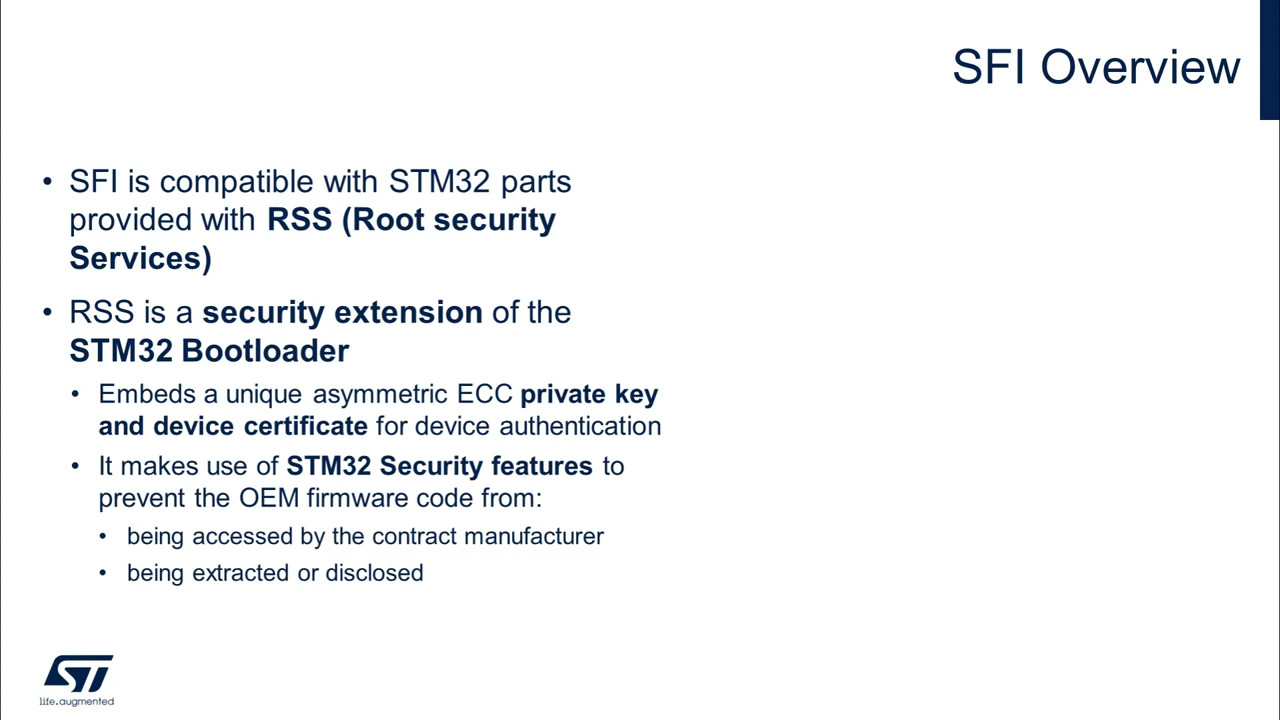 SFI Overview
• SFI is compatible with STM32 parts
provided with RSS (Root security
Services)
• RSS is a security extension of the
STM32 Bootloader
• Embeds a unique asymmetric ECC private key
and device certificate for device authentication
• It makes use of STM32 Security features to
prevent the OEM firmware code from:
• being accessed by the contract manufacturer
• being extracted or disclosed
ST
life.augmented